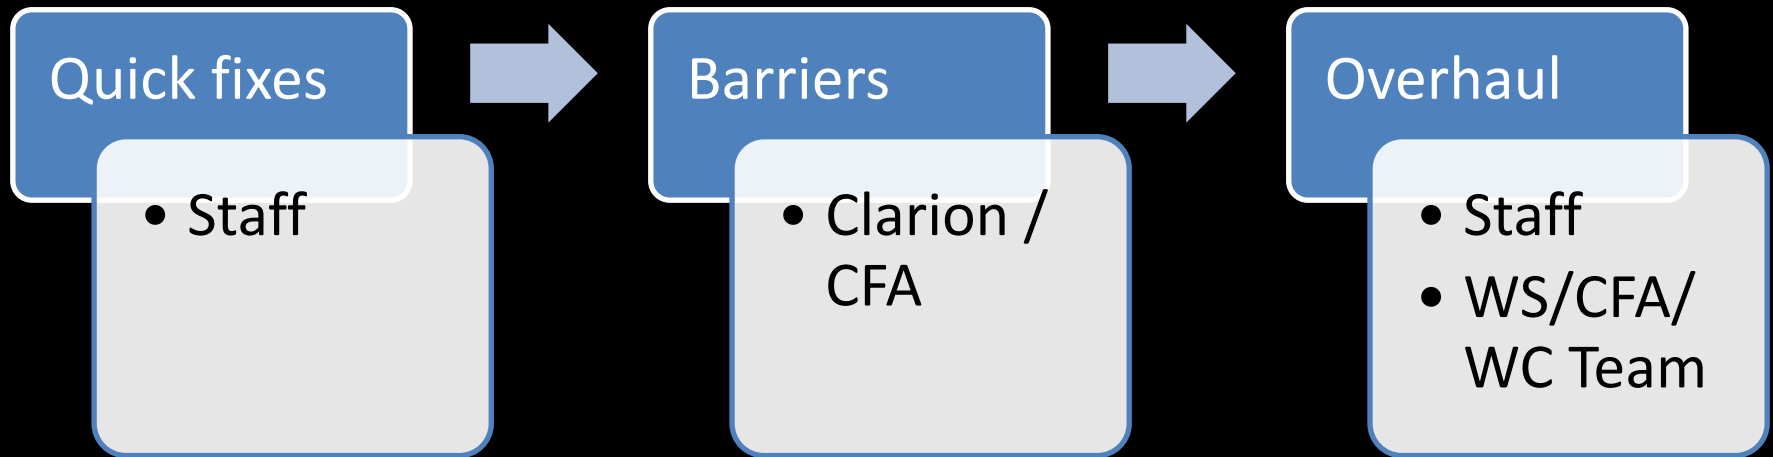 Quick fixes
• Staff
Barriers
• Clarion /
CFA
Overhaul
• Staff
• WS/CFA/
WC Team